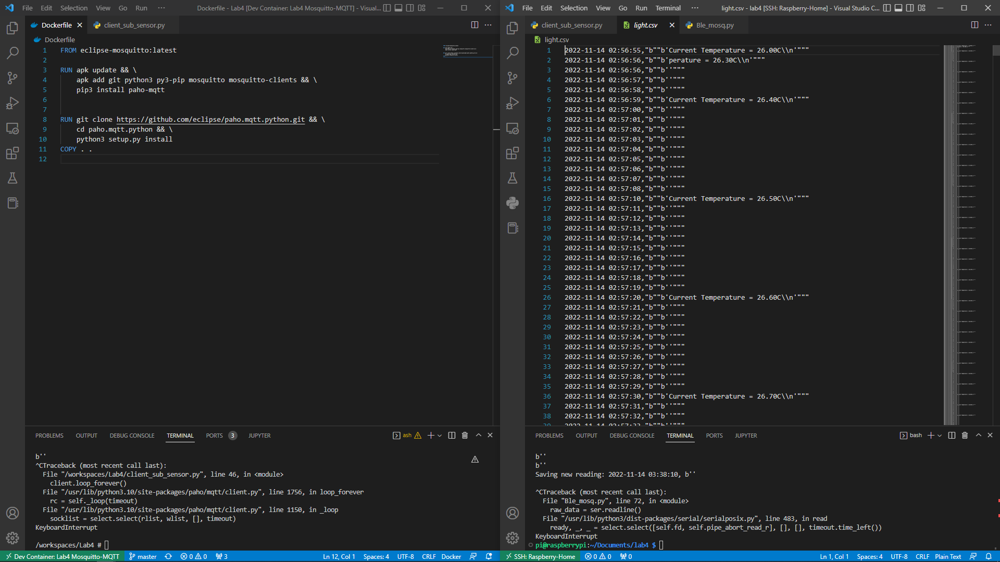 File Edit Selection View Go Run ··· Dockerfile - Lab4 [Dev Container: Lab4 Mosquitto-MQTT] - Visual...
Dockerfile client_sub_sensor.py
Dockerfile
1 FROM eclipse-mosquitto:latest
2
3 RUN apk update && \
4 apk add git python3 py3-pip mosquitto mosquitto-clients && \
5 pip3 install paho-mqtt
6
7
8 RUN git clone https://github.com/eclipse/paho.mqtt.python.git && \
9 cd paho.mqtt.python && \
10 python3 setup.py install
11 COPY . .
12
PROBLEMS OUTPUT DEBUG CONSOLE TERMINAL PORTS 3 JUPYTER ash
b''
^CTraceback (most recent call last):
File "/workspaces/Lab4/client_sub_sensor.py", line 46, in <module>
client.loop_forever()
File "/usr/lib/python3.10/site-packages/paho/mqtt/client.py", line 1756, in loop_forever
rc = self._loop(timeout)
File "/usr/lib/python3.10/site-packages/paho/mqtt/client.py", line 1150, in _loop
socklist = select.select(rlist, wlist, [], timeout)
KeyboardInterrupt
/workspaces/Lab4 #
Dev Container: Lab4 Mosquitto-MQTT master 0 0 3 Ln 12, Col 1 Spaces: 4 UTF-8 CRLF Docker
File Edit Selection View Go Run Terminal ··· light.csv - lab4 [SSH: Raspberry-Home] - Visual Studio C...
client_sub_sensor.py light.csv Ble_mosq.py
light.csv
1 2022-11-14 02:56:55,"b""b'Current Temperature = 26.00C\\n'"""
2 2022-11-14 02:56:56,"b""b'perature = 26.30C\\n'"""
3 2022-11-14 02:56:56,"b""b''"""
4 2022-11-14 02:56:57,"b""b''"""
5 2022-11-14 02:56:58,"b""b''"""
6 2022-11-14 02:56:59,"b""b'Current Temperature = 26.40C\\n'"""
7 2022-11-14 02:57:00,"b""b''"""
8 2022-11-14 02:57:01,"b""b''"""
9 2022-11-14 02:57:02,"b""b''"""
10 2022-11-14 02:57:03,"b""b''"""
11 2022-11-14 02:57:04,"b""b''"""
12 2022-11-14 02:57:05,"b""b''"""
13 2022-11-14 02:57:06,"b""b''"""
14 2022-11-14 02:57:07,"b""b''"""
15 2022-11-14 02:57:08,"b""b''"""
16 2022-11-14 02:57:10,"b""b'Current Temperature = 26.50C\\n'"""
17 2022-11-14 02:57:11,"b""b''"""
18 2022-11-14 02:57:12,"b""b''"""
19 2022-11-14 02:57:13,"b""b''"""
20 2022-11-14 02:57:14,"b""b''"""
21 2022-11-14 02:57:15,"b""b''"""
22 2022-11-14 02:57:16,"b""b''"""
23 2022-11-14 02:57:17,"b""b''"""
24 2022-11-14 02:57:18,"b""b''"""
25 2022-11-14 02:57:19,"b""b''"""
26 2022-11-14 02:57:20,"b""b'Current Temperature = 26.60C\\n'"""
27 2022-11-14 02:57:21,"b""b''"""
28 2022-11-14 02:57:22,"b""b''"""
29 2022-11-14 02:57:23,"b""b''"""
30 2022-11-14 02:57:24,"b""b''"""
31 2022-11-14 02:57:25,"b""b''"""
32 2022-11-14 02:57:26,"b""b''"""
33 2022-11-14 02:57:27,"b""b''"""
34 2022-11-14 02:57:28,"b""b''"""
35 2022-11-14 02:57:29,"b""b''"""
36 2022-11-14 02:57:30,"b""b'Current Temperature = 26.70C\\n'"""
37 2022-11-14 02:57:31,"b""b''"""
38 2022-11-14 02:57:32,"b""b''"""
PROBLEMS OUTPUT DEBUG CONSOLE TERMINAL PORTS JUPYTER bash
b''
b''
Saving new reading: 2022-11-14 03:38:10, b''
^CTraceback (most recent call last):
File "Ble_mosq.py", line 72, in <module>
raw_data = ser.readline()
File "/usr/lib/python3/dist-packages/serial/serialposix.py", line 483, in read
ready, _, _ = select.select([self.fd, self.pipe_abort_read_r], [], [], timeout.time_left())
KeyboardInterrupt
pi@raspberrypi:~/Documents/lab4 $
SSH: Raspberry-Home 0 0 0 Ln 1, Col 1 Spaces: 4 UTF-8 CRLF Plain Text